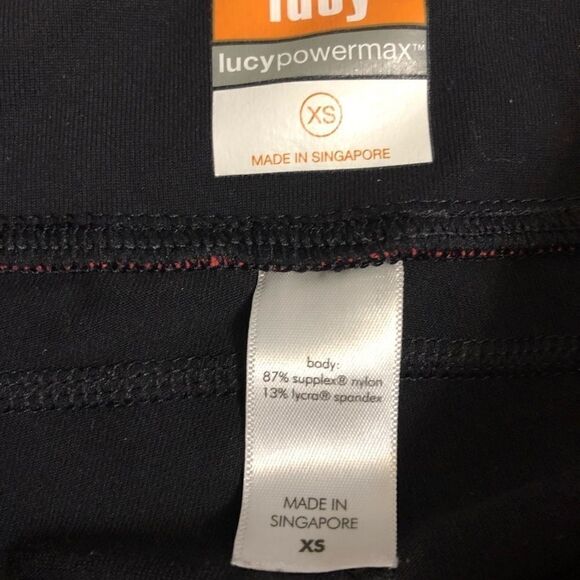 lucy
lucypowermax™
XS
MADE IN SINGAPORE
body:
87% supplex® nylon
13% lycra® spandex
MADE IN
SINGAPORE
XS